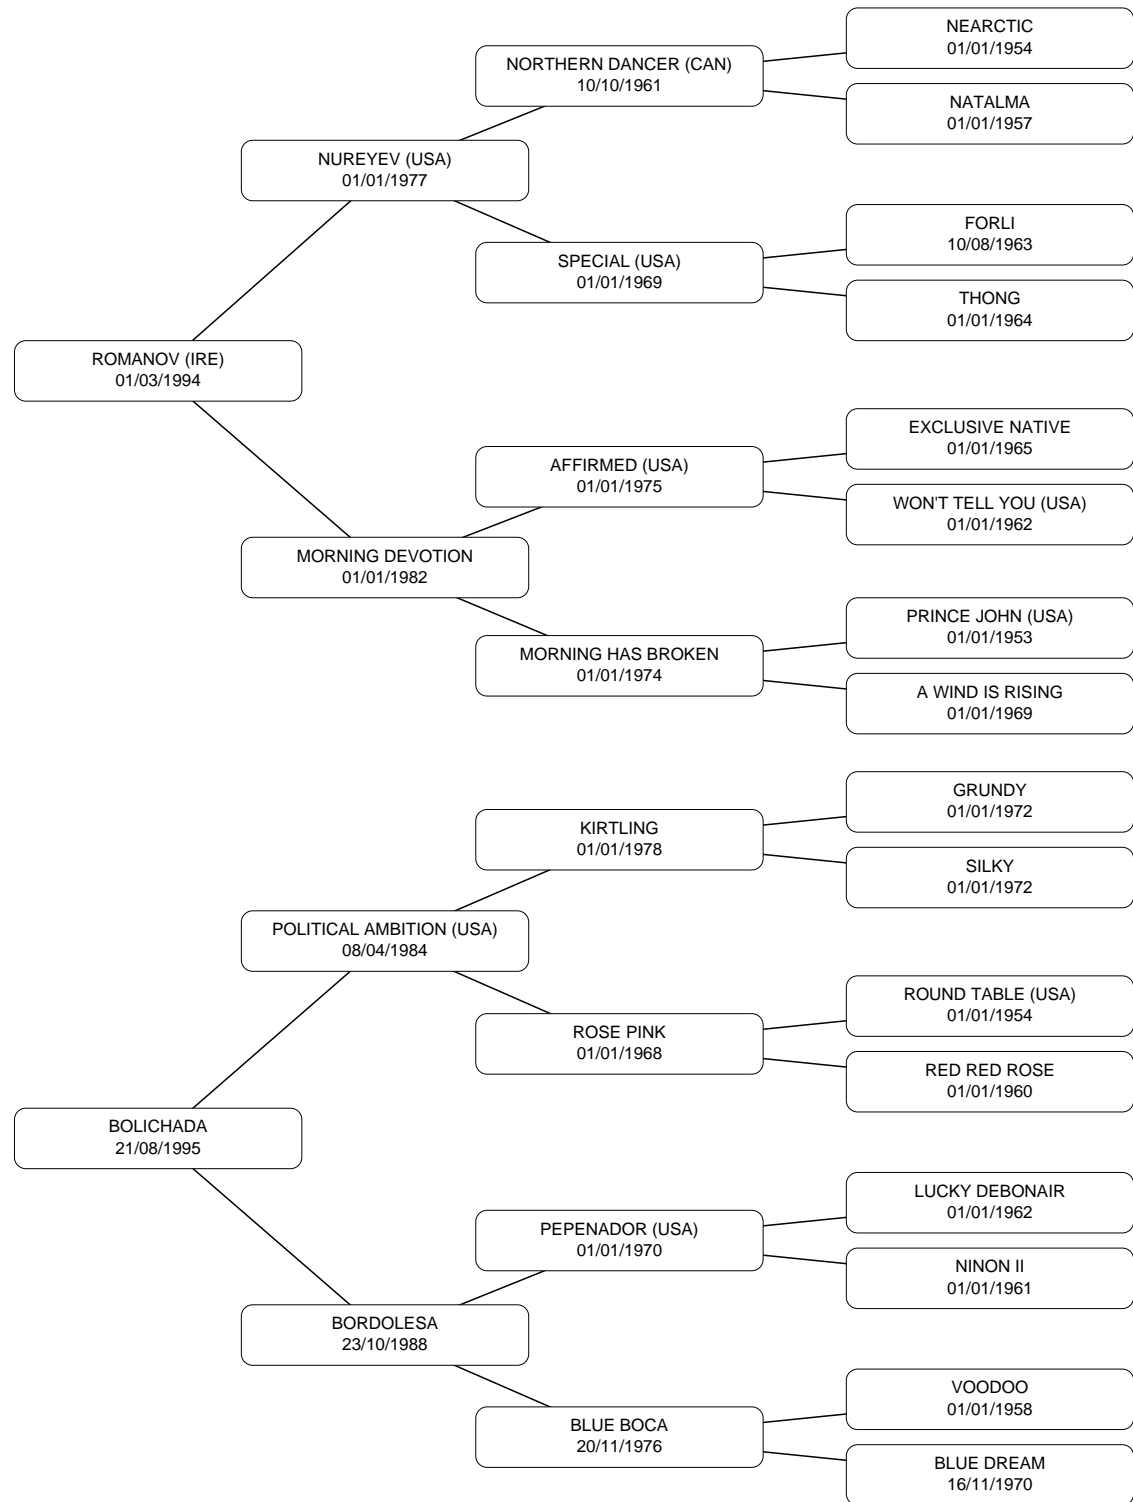 NEARCTIC
01/01/1954
NORTHERN DANCER (CAN)
10/10/1961
NATALMA
01/01/1957
NUREYEV (USA)
01/01/1977
FORLI
10/08/1963
SPECIAL (USA)
01/01/1969
THONG
01/01/1964
ROMANOV (IRE)
01/03/1994
EXCLUSIVE NATIVE
01/01/1965
AFFIRMED (USA)
01/01/1975
WON'T TELL YOU (USA)
01/01/1962
MORNING DEVOTION
01/01/1982
PRINCE JOHN (USA)
01/01/1953
MORNING HAS BROKEN
01/01/1974
A WIND IS RISING
01/01/1969
GRUNDY
01/01/1972
KIRTLING
01/01/1978
SILKY
01/01/1972
POLITICAL AMBITION (USA)
08/04/1984
ROUND TABLE (USA)
01/01/1954
ROSE PINK
01/01/1968
RED RED ROSE
01/01/1960
BOLICHADA
21/08/1995
LUCKY DEBONAIR
01/01/1962
PEPENADOR (USA)
01/01/1970
NINON II
01/01/1961
BORDOLESA
23/10/1988
VOODOO
01/01/1958
BLUE BOCA
20/11/1976
BLUE DREAM
16/11/1970